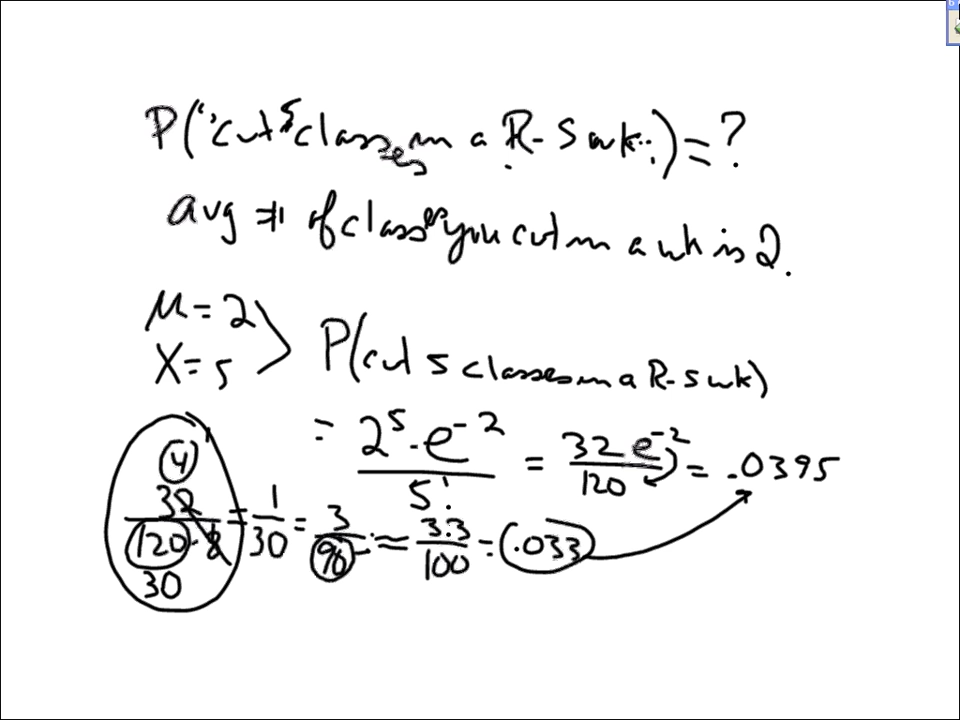 P("cut 5 classes in a R-S wk.") = ?
avg # of classes you cut in a wk is 2.
μ = 2
X = 5
P(cut 5 classes in a R-S wk)
= 2^5 · e^-2 / 5! = 32 e^-2 / 120 = .0395
4
32 / 120 · 8 = 1 / 30 = 3 / 90 ≈ 3.3 / 100 = .033
30